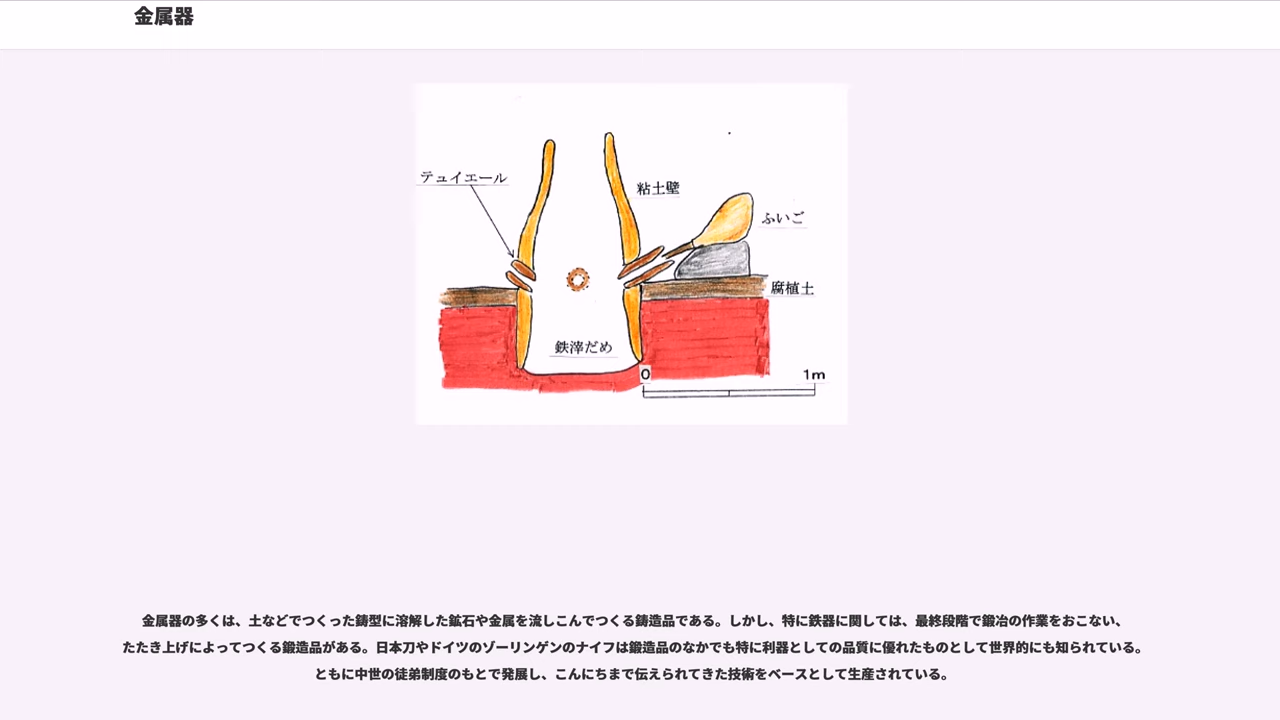 金属器
テュイエール
粘土壁
ふいご
腐植土
鉄滓だめ
0
1m
金属器の多くは、土などでつくった鋳型に溶解した鉱石や金属を流しこんでつくる鋳造品である。しかし、特に鉄器に関しては、最終段階で鍛冶の作業をおこない、
たたき上げによってつくる鍛造品がある。日本刀やドイツのゾーリンゲンのナイフは鍛造品のなかでも特に利器としての品質に優れたものとして世界的にも知られている。
ともに中世の徒弟制度のもとで発展し、こんにちまで伝えられてきた技術をベースとして生産されている。